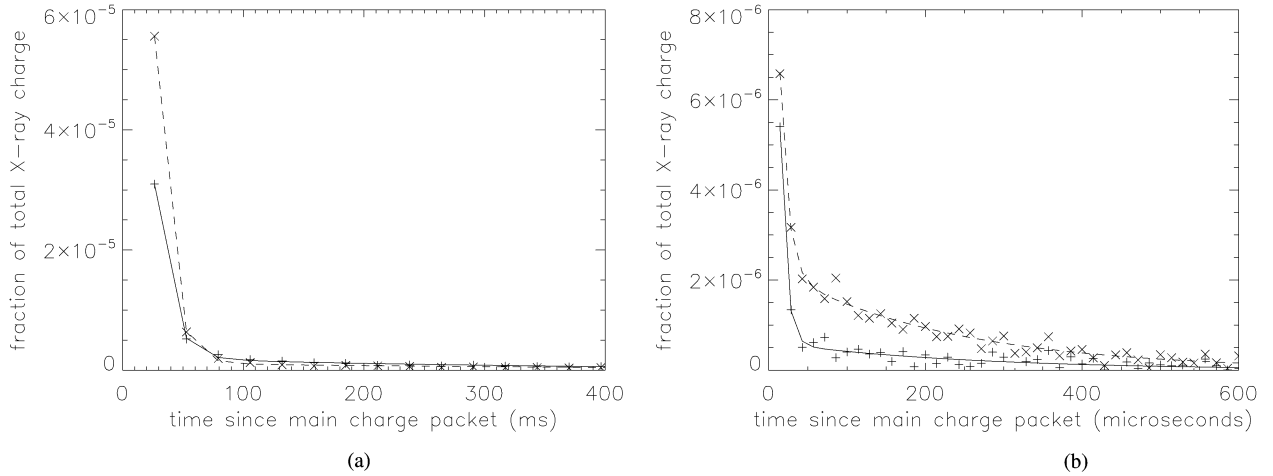 fraction of total X-ray charge
6×10⁻⁵
4×10⁻⁵
2×10⁻⁵
0
0 100 200 300 400
time since main charge packet (ms)
(a)
fraction of total X-ray charge
8×10⁻⁶
6×10⁻⁶
4×10⁻⁶
2×10⁻⁶
0
0 200 400 600
time since main charge packet (microseconds)
(b)